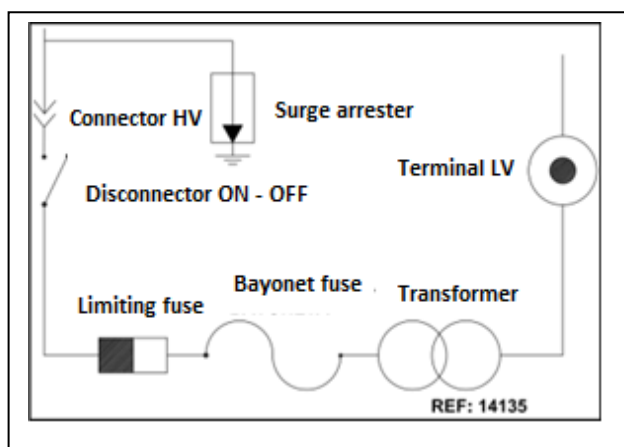 Connector HV
Surge arrester
Terminal LV
Disconnector ON - OFF
Bayonet fuse
Limiting fuse
Transformer
REF: 14135